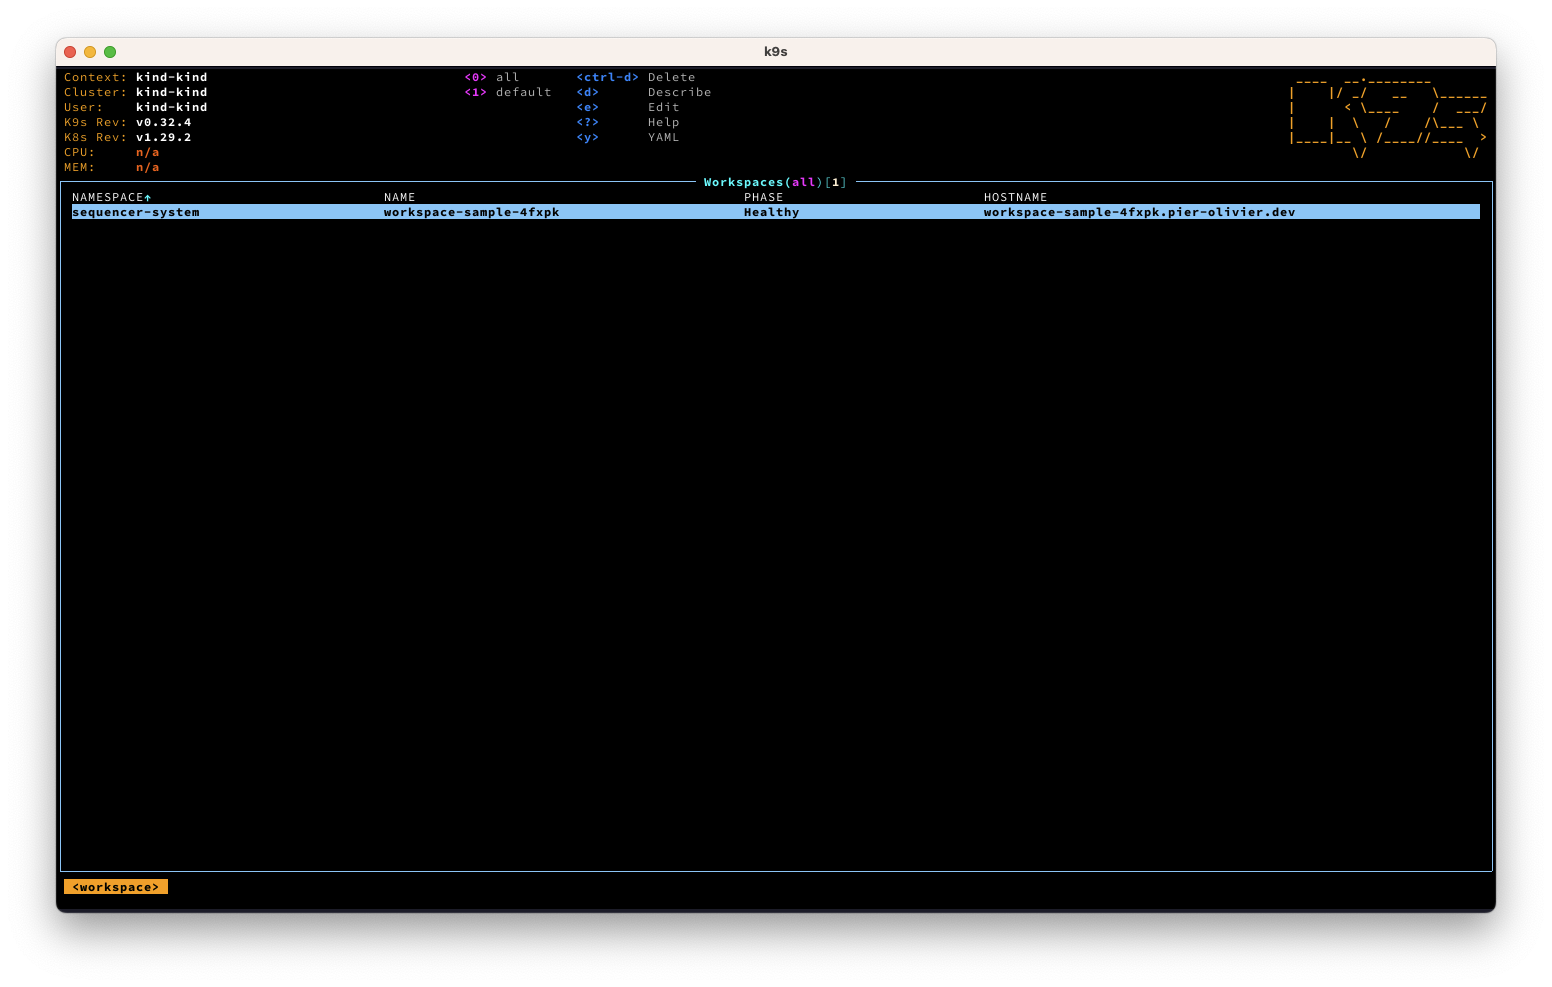 k9s
Context: kind-kind <0> all <ctrl-d> Delete
Cluster: kind-kind <1> default <d> Describe
User: kind-kind <e> Edit
K9s Rev: v0.32.4 <?> Help
K8s Rev: v1.29.2 <y> YAML
CPU: n/a
MEM: n/a
Workspaces(all)[1]
NAMESPACE↑ NAME PHASE HOSTNAME
sequencer-system workspace-sample-4fxpk Healthy workspace-sample-4fxpk.pier-olivier.dev
<workspace>